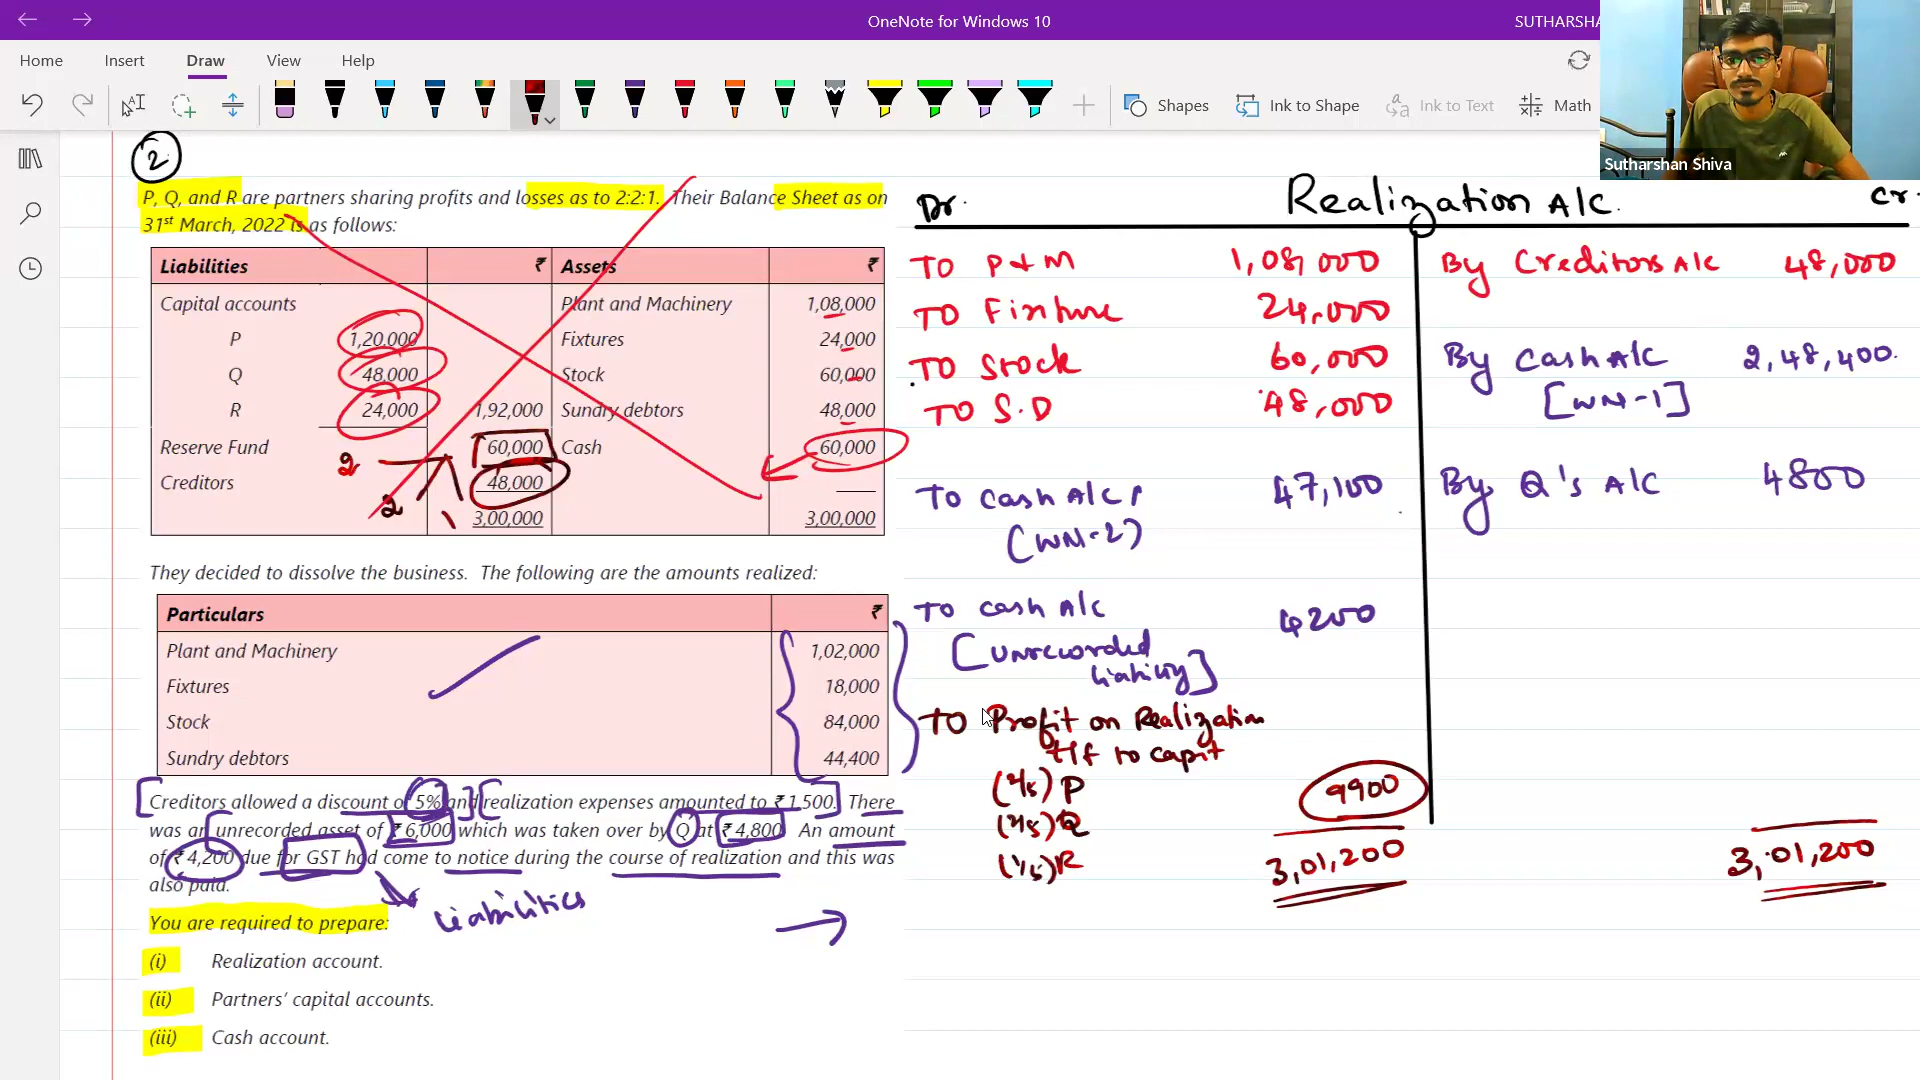 OneNote for Windows 10
SUTHARSHA
Home Insert Draw View Help
Shapes Ink to Shape Ink to Text Math
Sutharshan Shiva
2
P, Q, and R are partners sharing profits and losses as to 2:2:1. Their Balance Sheet as on
31st March, 2022 is as follows:
Liabilities ₹ Assets ₹
Capital accounts Plant and Machinery 1,08,000
P 1,20,000 Fixtures 24,000
Q 48,000 Stock 60,000
R 24,000 1,92,000 Sundry debtors 48,000
Reserve Fund 60,000 Cash 60,000
Creditors 48,000
3,00,000 3,00,000
2
2
1
They decided to dissolve the business. The following are the amounts realized:
Particulars ₹
Plant and Machinery 1,02,000
Fixtures 18,000
Stock 84,000
Sundry debtors 44,400
Creditors allowed a discount of 5% and realization expenses amounted to ₹ 1,500. There
was an unrecorded asset of ₹ 6,000 which was taken over by Q at ₹ 4,800. An amount
of ₹ 4,200 due for GST had come to notice during the course of realization and this was
also paid.
Liabilities
You are required to prepare:
(i) Realization account.
(ii) Partners' capital accounts.
(iii) Cash account.
Dr. Realization A/c. Cr.
To P+M 1,08,000 By Creditors A/c 48,000
To Fixture 24,000
To Stock 60,000 By Cash A/c 2,48,400.
To S.D 48,000 [WN-1]
To Cash A/c 47,100 By Q's A/c 4800
(WN-2)
To Cash A/c 4200
[Unrecorded
liability]
To Profit on Realization
t/f to capit
(2/5) P 9900
(2/5) Q
(1/5) R 3,01,200 3,01,200